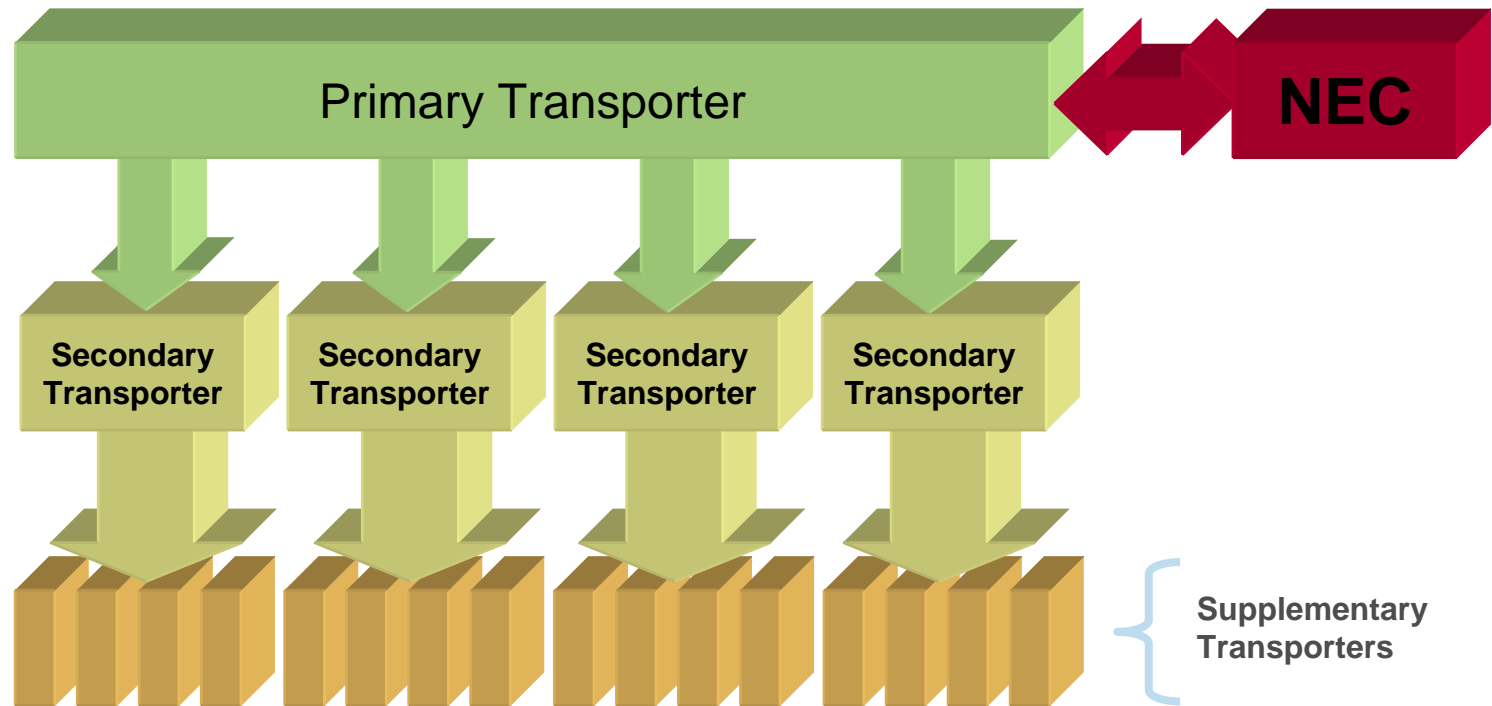 Primary Transporter
NEC
Secondary
Transporter
Secondary
Transporter
Secondary
Transporter
Secondary
Transporter
Supplementary
Transporters